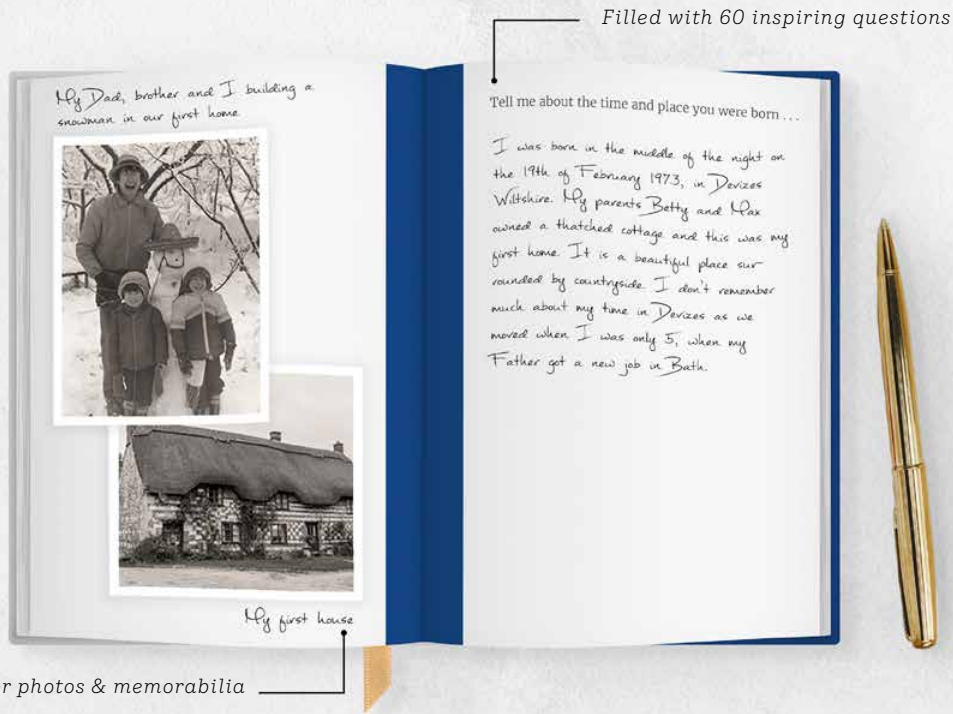 Filled with 60 inspiring questions
My Dad, brother and I building a
snowman in our first home
My first house
photos & memorabilia
Tell me about the time and place you were born . . .
I was born in the middle of the night on
the 19th of February 1973, in Devizes
Wiltshire. My parents Betty and Max
owned a thatched cottage and this was my
first home. It is a beautiful place sur
rounded by countryside. I don't remember
much about my time in Devizes as we
moved when I was only 5, when my
Father got a new job in Bath.